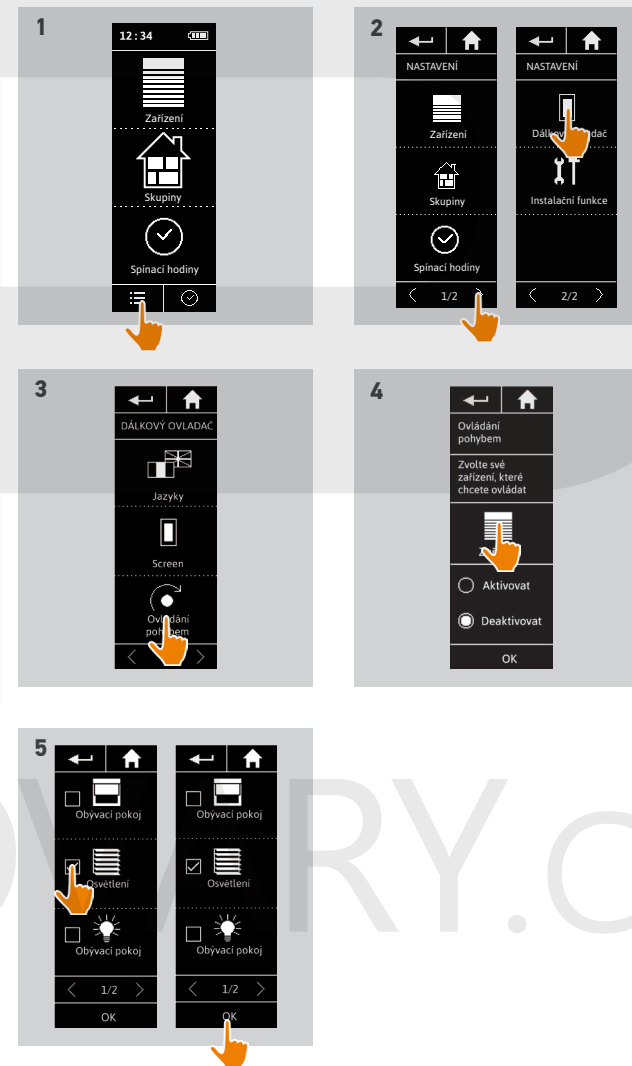 1
12:34
Zařízení
Skupiny
Spínací hodiny
2
NASTAVENÍ
Zařízení
Skupiny
Spínací hodiny
1/2
NASTAVENÍ
Instalační funkce
2/2
3
DÁLKOVÝ OVLADAČ
Jazyky
Screen
Ovládání
pohybem
4
Ovládání
pohybem
Zvolte své
zařízení, které
chcete ovládat
Aktivovat
Deaktivovat
OK
5
Obývací pokoj
Osvětlení
Obývací pokoj
1/2
OK
Obývací pokoj
Osvětlení
Obývací pokoj
1/2
OK